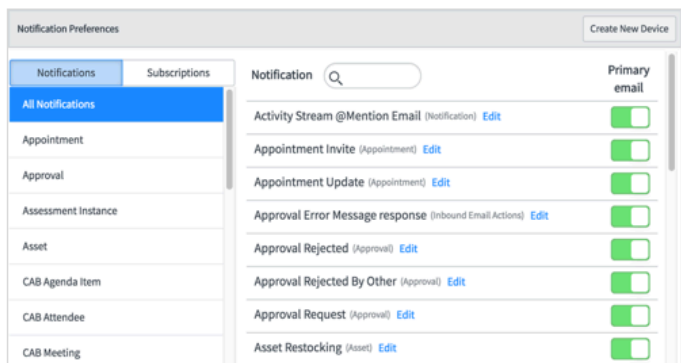 Notification Preferences
Create New Device
Notifications
Subscriptions
All Notifications
Appointment
Approval
Assessment Instance
Asset
CAB Agenda Item
CAB Attendee
CAB Meeting
Notification
Primary
email
Activity Stream @Mention Email (Notification) Edit
Appointment Invite (Appointment) Edit
Appointment Update (Appointment) Edit
Approval Error Message response (Inbound Email Actions) Edit
Approval Rejected (Approval) Edit
Approval Rejected By Other (Approval) Edit
Approval Request (Approval) Edit
Asset Restocking (Asset) Edit